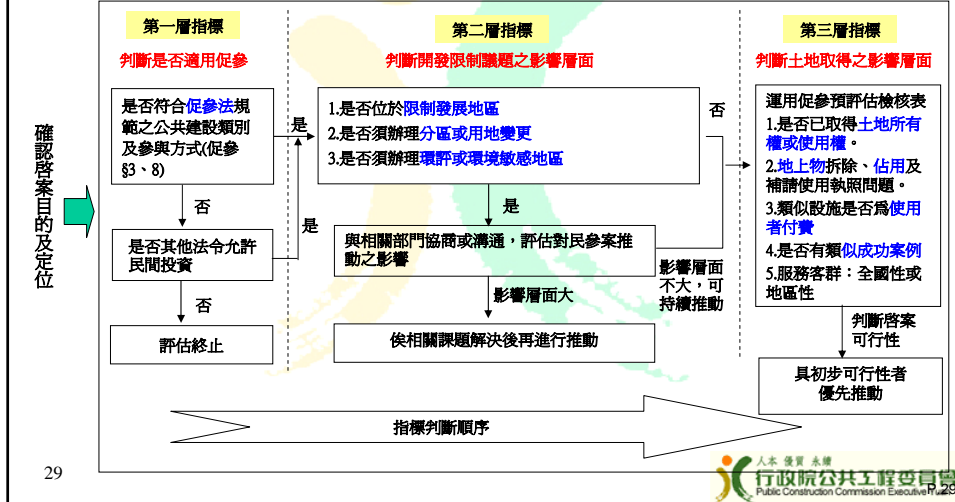 確認啓案目的及定位
第一層指標
判斷是否適用促參
是否符合促參法規
範之公共建設類別
及參與方式(促參
§3、8)
是
否
是
是否其他法令允許
民間投資
否
評估終止
第二層指標
判斷開發限制議題之影響層面
1.是否位於限制發展地區
2.是否須辦理分區或用地變更
3.是否須辦理環評或環境敏感地區
否
是
與相關部門協商或溝通，評估對民參案推
動之影響
影響層面
不大，可
持續推動
影響層面大
俟相關課題解決後再進行推動
第三層指標
判斷土地取得之影響層面
運用促參預評估檢核表
1.是否已取得土地所有
權或使用權。
2.地上物拆除、佔用及
補請使用執照問題。
3.類似設施是否爲使用
者付費
4.是否有類似成功案例
5.服務客群：全國性或
地區性
判斷啓案
可行性
具初步可行性者
優先推動
指標判斷順序
29
人本 優質 永續
行政院公共工程委員會
Public Construction Commission Executive Yuan
P.29